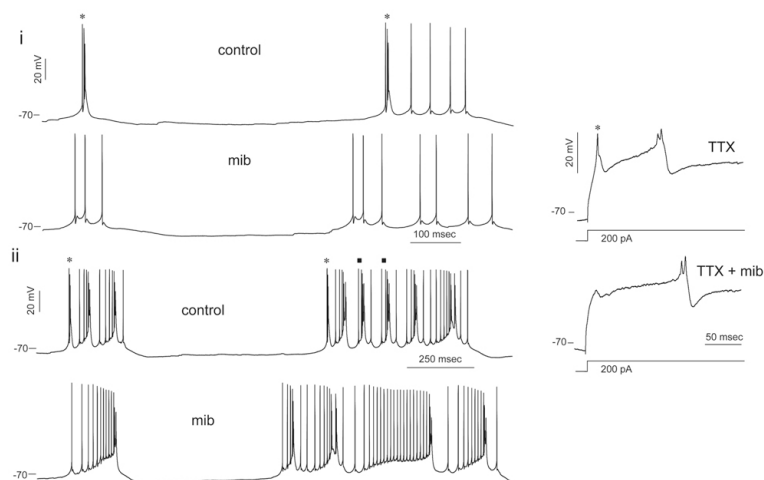 i
*
control
*
20 mV
-70
mib
-70
100 msec
ii
*
control
*
■
■
20 mV
-70
250 msec
mib
-70
*
TTX
20 mV
-70
200 pA
TTX + mib
-70
50 msec
200 pA